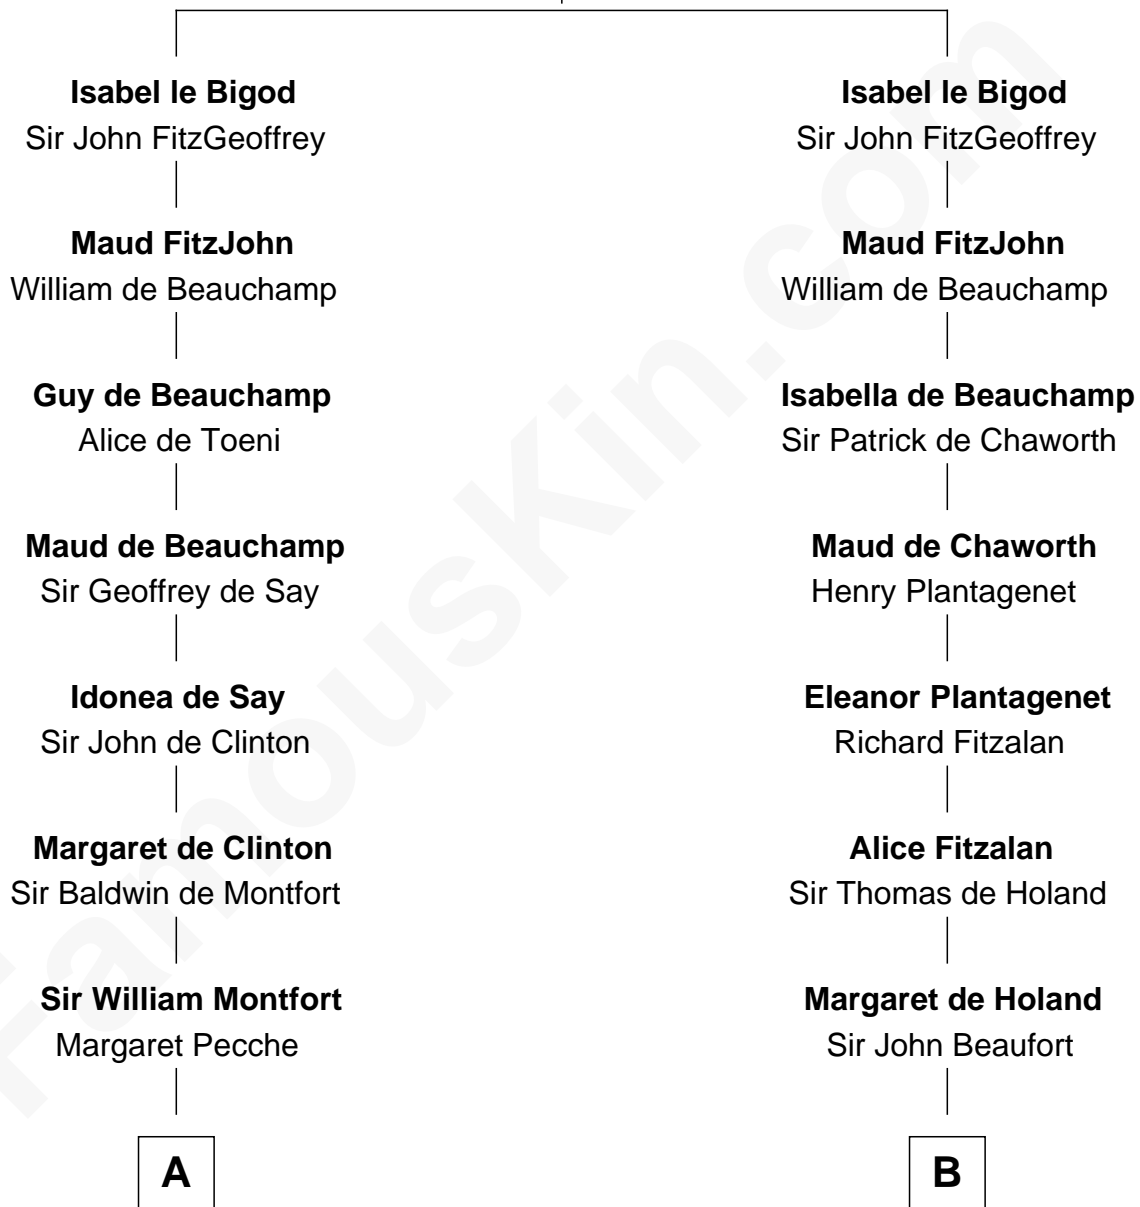 Isabel le Bigod
Sir John FitzGeoffrey
Maud FitzJohn
William de Beauchamp
Guy de Beauchamp
Alice de Toeni
Maud de Beauchamp
Sir Geoffrey de Say
Idonea de Say
Sir John de Clinton
Margaret de Clinton
Sir Baldwin de Montfort
Sir William Montfort
Margaret Pecche
A
Isabel le Bigod
Sir John FitzGeoffrey
Maud FitzJohn
William de Beauchamp
Isabella de Beauchamp
Sir Patrick de Chaworth
Maud de Chaworth
Henry Plantagenet
Eleanor Plantagenet
Richard Fitzalan
Alice Fitzalan
Sir Thomas de Holand
Margaret de Holand
Sir John Beaufort
B
FamousKin.com